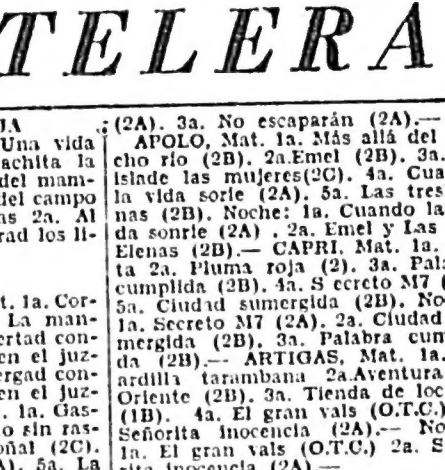 TELERA
JA
Una vida
achita la
del mam-
del campo
as 2a. Al
rad los li-
t. 1a. Cor-
La man-
ertad con-
en el juz-
ergad con-
en el juz-
. 1a. Gas-
o sin ras-
oñal (2C).
A). 5a. La
(2A). 3a. No escaparán (2A).—
APOLO, Mat. 1a. Más allá del
cho río (2B). 2a.Emel (2B). 3a.
islade las mujeres(2C). 4a. Cua
la vida sorie (2A). 5a. Las tres
nas (2B). Noche: 1a. Cuando la
da sonríe (2A) . 2a. Emel y Las
Elenas (2B).— CAPRI, Mat. 1a.
ta 2a. Pluma roja (2). 3a. Pala
cumplida (2B). 4a. S ecreto M7 (
5a. Ciudad sumergida (2B). No
1a. Secreto M7 (2A). 2a. Ciudad
mergida (2B). 3a. Palabra cum
da (2B).— ARTIGAS, Mat. 1a.
ardilla tarambana 2a.Aventura
Oriente (2B). 3a. Tienda de loc
(1B). 4a. El gran vals (O.T.C.)
Señorita inocencia (2A).— No
1a. El gran vals (O.T.C.) 2a. S
rita inocencia (2A).—